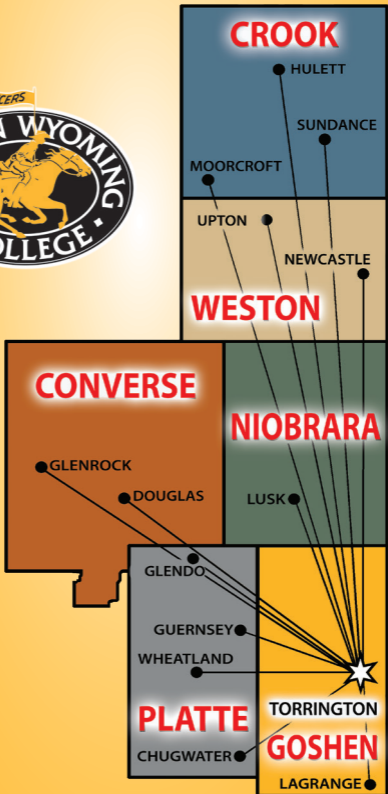 CROOK
HULETT
SUNDANCE
MOORCROFT
UPTON
NEWCASTLE
WESTON
CONVERSE
NIOBRARA
GLENROCK
DOUGLAS
LUSK
GLENDO
GUERNSEY
WHEATLAND
TORRINGTON
PLATTE
GOSHEN
CHUGWATER
LAGRANGE
WYOMING